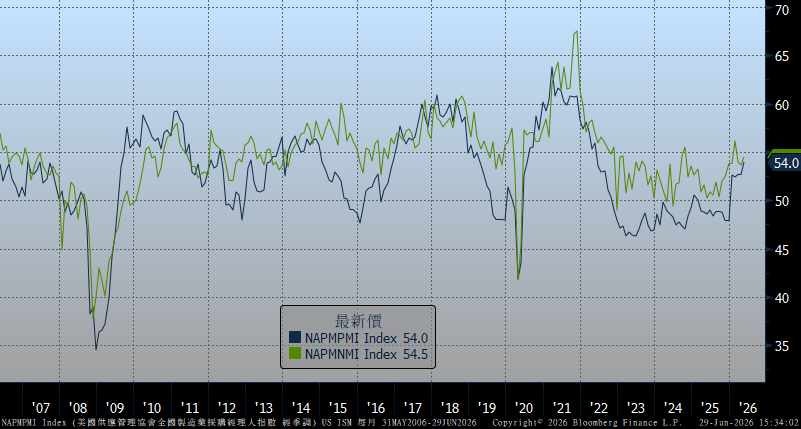 70
65
60
54.0
50
45
40
35
最新價
NAPMPMI Index 54.0
NAPMNMI Index 54.5
'07 '08 '09 '10 '11 '12 '13 '14 '15 '16 '17 '18 '19 '20 '21 '22 '23 '24 '25 '26
NAPMPMI Index (美國供應管理協會全國製造業採購經理人指數 經季調) US ISM 每月 31MAY2006-29JUN2026 Copyright© 2026 Bloomberg Finance L.P. 29-Jun-2026 15:34:02